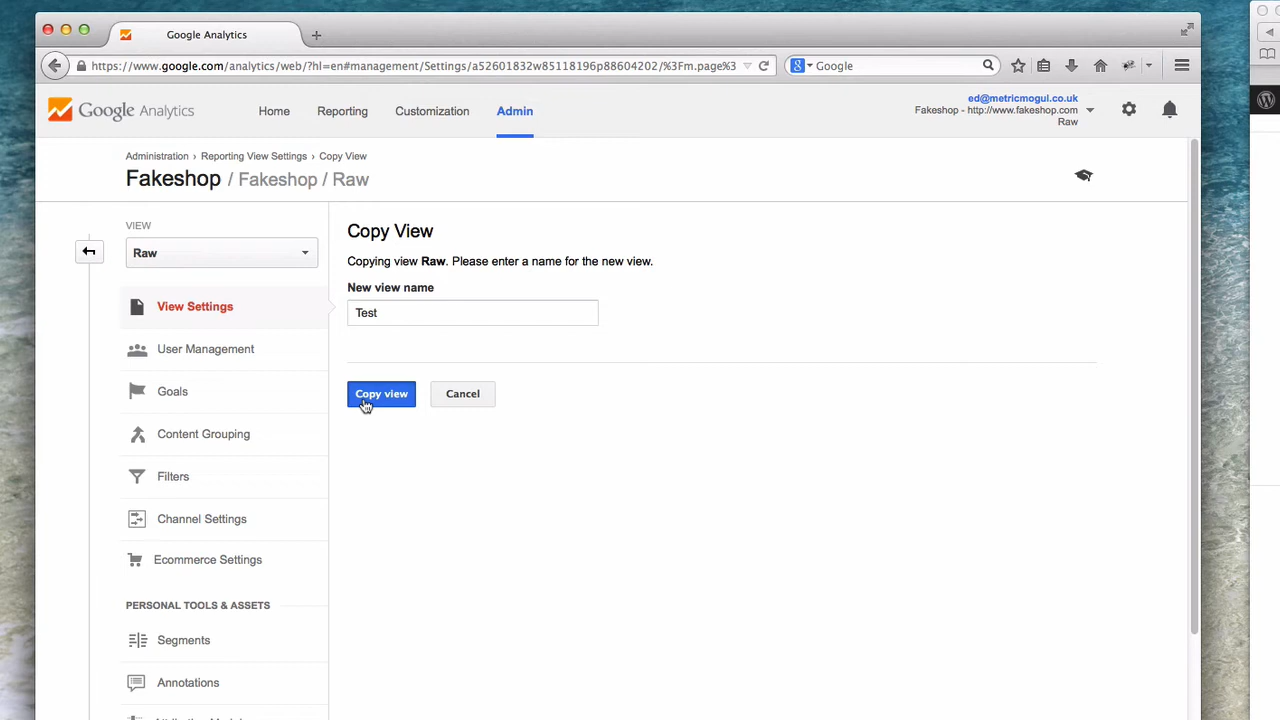 Google Analytics
https://www.google.com/analytics/web/?hl=en#management/Settings/a52601832w85118196p88604202/%3Fm.page%3
Google
Google Analytics
Home
Reporting
Customization
Admin
ed@metricmogul.co.uk
Fakeshop - http://www.fakeshop.com
Raw
Administration › Reporting View Settings › Copy View
Fakeshop / Fakeshop / Raw
VIEW
Raw
View Settings
User Management
Goals
Content Grouping
Filters
Channel Settings
Ecommerce Settings
PERSONAL TOOLS & ASSETS
Segments
Annotations
Copy View
Copying view Raw. Please enter a name for the new view.
New view name
Test
Copy view
Cancel